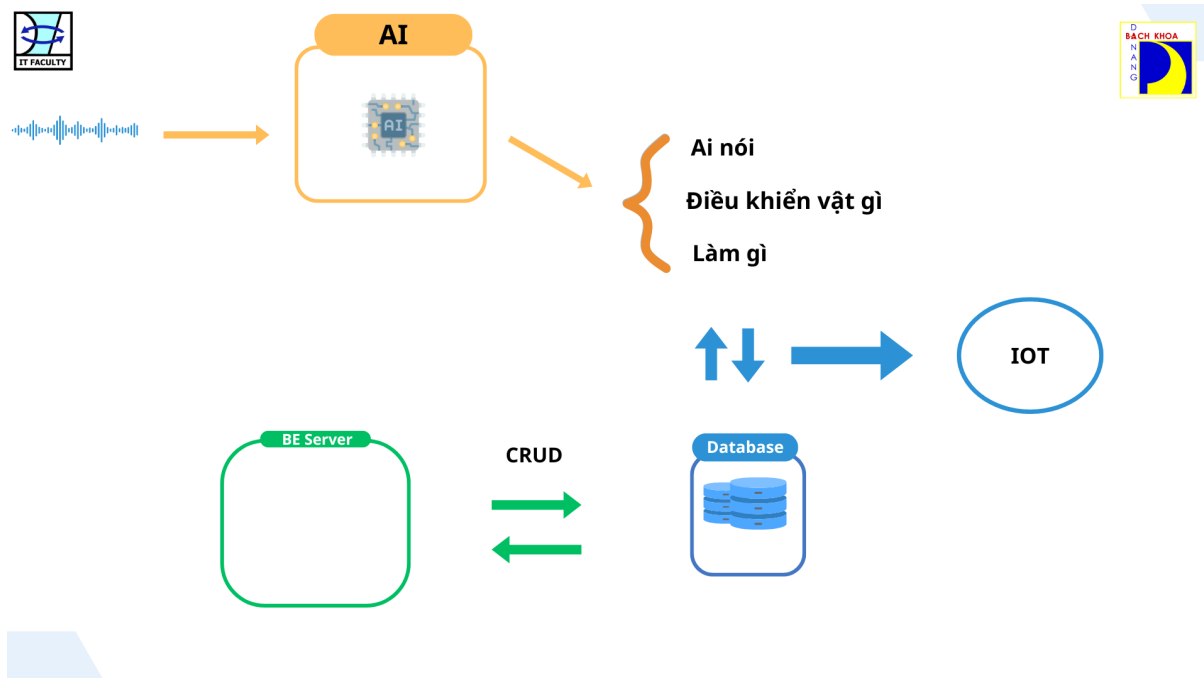 IT FACULTY
AI
AI
BÁCH KHOA
DANANG
Ai nói
Điều khiển vật gì
Làm gì
IOT
BE Server
CRUD
Database